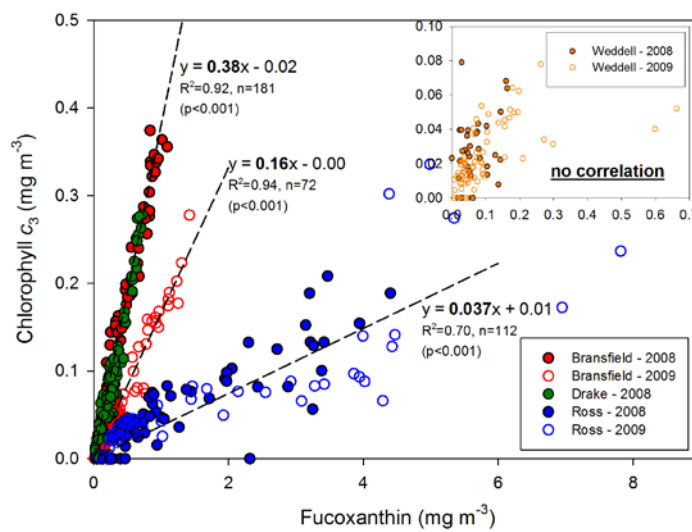 0.5
0.4
0.3
0.2
0.1
0.0
Chlorophyll c3 (mg m-3)
0 2 4 6 8
Fucoxanthin (mg m-3)
y = 0.38x - 0.02
R2=0.92, n=181
(p<0.001)
y = 0.16x - 0.00
R2=0.94, n=72
(p<0.001)
y = 0.037x + 0.01
R2=0.70, n=112
(p<0.001)
Bransfield - 2008
Bransfield - 2009
Drake - 2008
Ross - 2008
Ross - 2009
0.10
0.08
0.06
0.04
0.02
0.00
Weddell - 2008
Weddell - 2009
no correlation
0.0 0.1 0.2 0.3 0.4 0.5 0.6 0.7